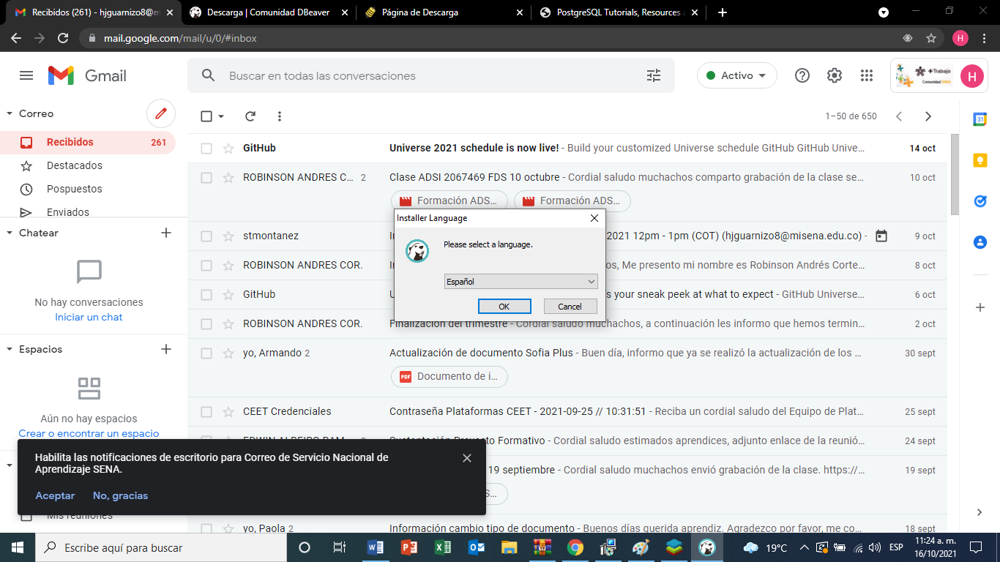 Recibidos (261) - hjguarnizo8@m
Descarga | Comunidad DBeaver
Página de Descarga
PostgreSQL Tutorials, Resources a
mail.google.com/mail/u/0/#inbox
H
Gmail
Buscar en todas las conversaciones
Activo
+Trabajo
Comunidad SENA
H
Correo
1–50 de 650
31
Recibidos 261
Destacados
Pospuestos
Enviados
GitHub Universe 2021 schedule is now live! - Build your customized Universe schedule GitHub GitHub Unive... 14 oct
ROBINSON ANDRES C... 2 Clase ADSI 2067469 FDS 10 octubre - Cordial saludo muchachos comparto grabación de la clase se... 10 oct
Formación ADS... Formación ADS...
Chatear
stmontanez 2021 12pm - 1pm (COT) (hjguarnizo8@misena.edu.co) - 9 oct
ROBINSON ANDRES COR. os, Me presento mi nombre es Robinson Andrés Corte... 8 oct
GitHub s your sneak peek at what to expect - GitHub Universe... 6 oct
ROBINSON ANDRES COR. Finalización del trimestre - Cordial saludo muchachos, a continuación les informo que hemos termin... 2 oct
No hay conversaciones
Iniciar un chat
Installer Language
Please select a language.
Español
OK Cancel
Espacios
yo, Armando 2 Actualización de documento Sofia Plus - Buen día, informo que ya se realizó la actualización de los ... 30 sept
PDF Documento de i...
Aún no hay espacios
Crear o encontrar un espacio
CEET Credenciales Contraseña Plataformas CEET - 2021-09-25 // 10:31:51 - Reciba un cordial saludo del Equipo de Plat... 25 sept
Sustentación Proyecto Formativo - Cordial saludo estimados aprendices, adjunto enlace de la reunió... 24 sept
19 septiembre - Cordial saludo muchachos envió grabación de la clase. https://... 19 sept
S...
Habilita las notificaciones de escritorio para Correo de Servicio Nacional de
Aprendizaje SENA.
Aceptar No, gracias
Mis reuniones
yo, Paola 2 Información cambio tipo de documento - Buenos días querida aprendiz. Agradezco por favor, me co... 18 sept
Escribe aquí para buscar
19°C
ESP
11:24 a. m.
16/10/2021